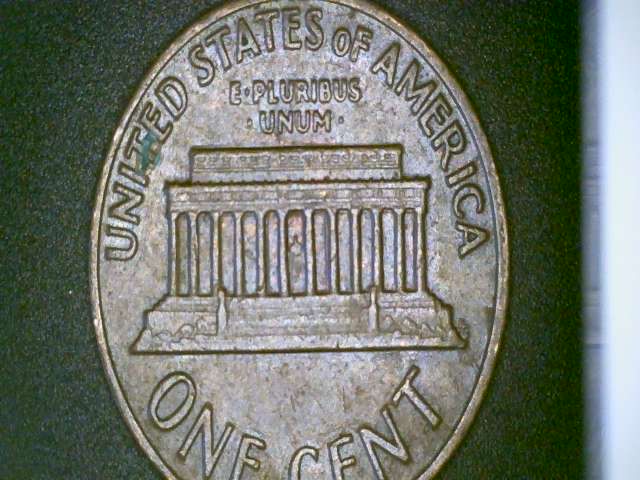 UNITED STATES OF AMERICA
E·PLURIBUS
·UNUM·
ONE CENT